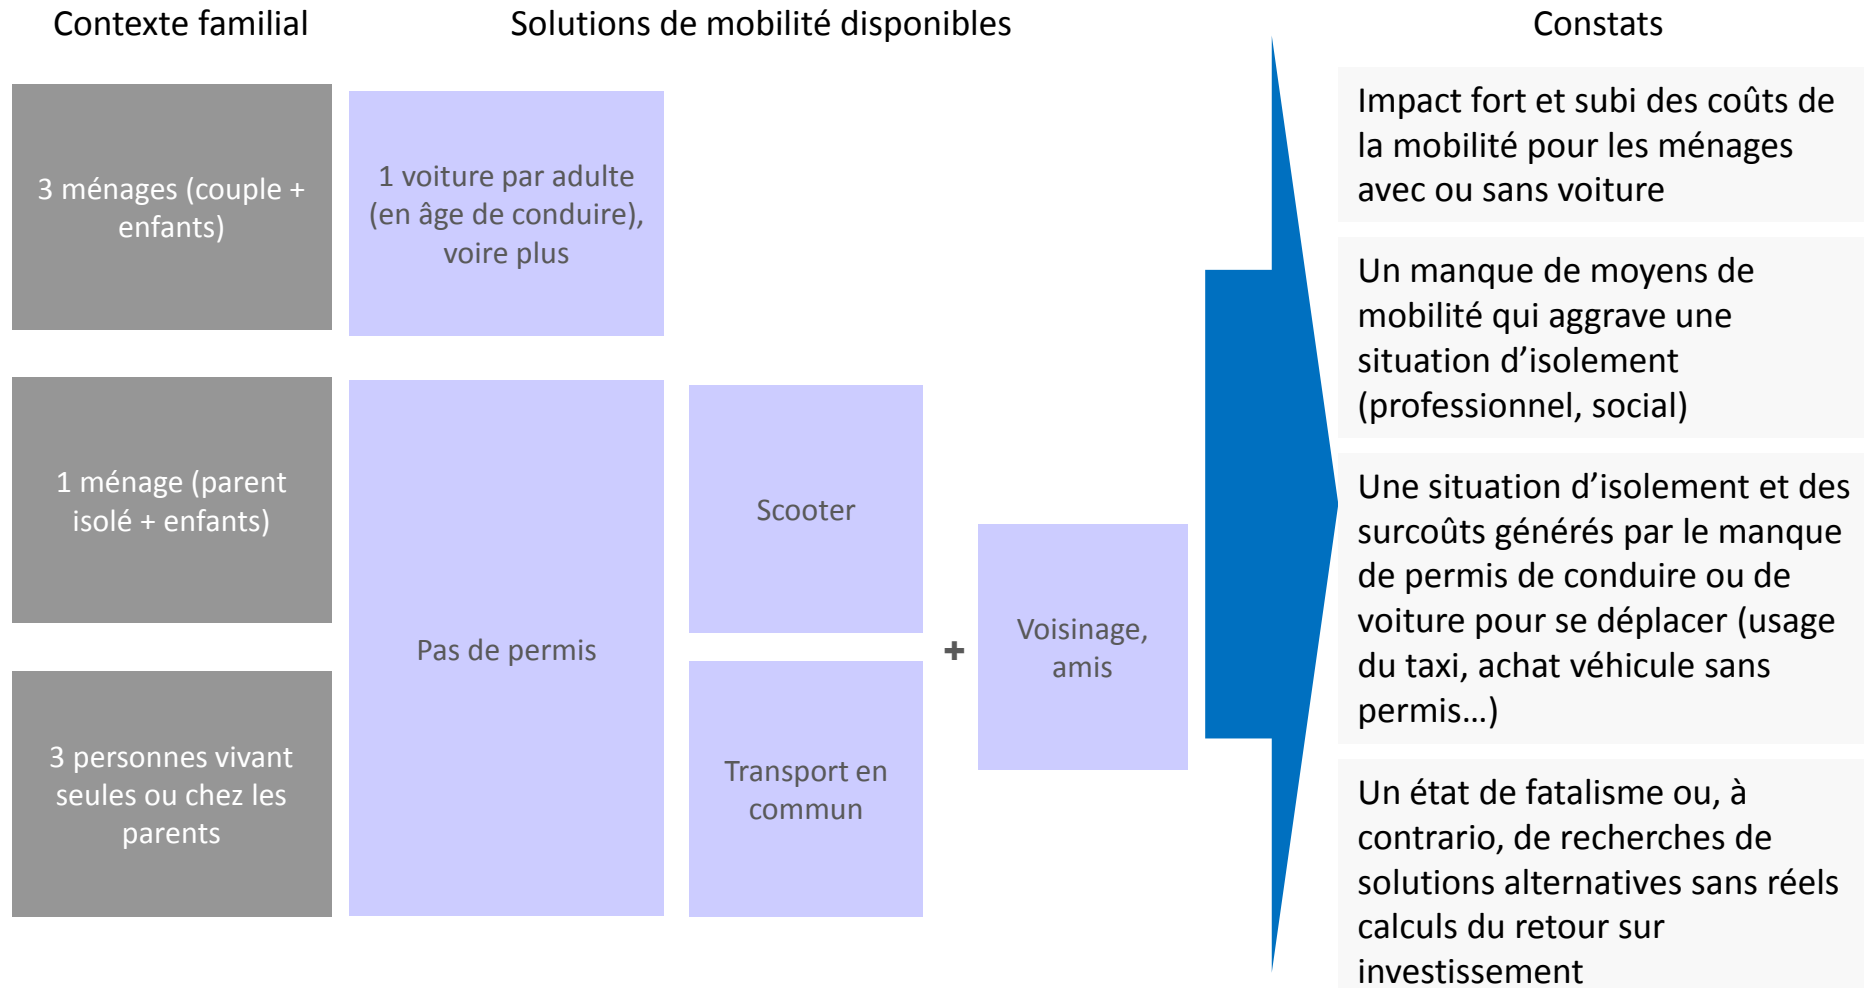 Contexte familial
Solutions de mobilité disponibles
Constats
3 ménages (couple +
enfants)
1 voiture par adulte
(en âge de conduire),
voire plus
1 ménage (parent
isolé + enfants)
3 personnes vivant
seules ou chez les
parents
Pas de permis
Scooter
Transport en
commun
+
Voisinage,
amis
Impact fort et subi des coûts de
la mobilité pour les ménages
avec ou sans voiture
Un manque de moyens de
mobilité qui aggrave une
situation d’isolement
(professionnel, social)
Une situation d’isolement et des
surcoûts générés par le manque
de permis de conduire ou de
voiture pour se déplacer (usage
du taxi, achat véhicule sans
permis…)
Un état de fatalisme ou, à
contrario, de recherches de
solutions alternatives sans réels
calculs du retour sur
investissement